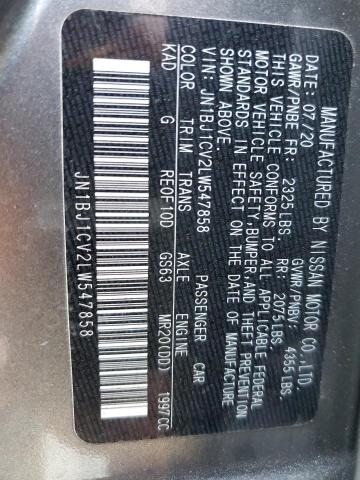 MANUFACTURED BY NISSAN MOTOR CO.,LTD.
DATE: 07/20 GVWR/PNBV: 4355LBS.
GAWR/PNBE FR: 2325LBS. RR: 2075LBS.
THIS VEHICLE CONFORMS TO ALL APPLICABLE FEDERAL
MOTOR VEHICLE SAFETY,BUMPER,AND THEFT PREVENTION
STANDARDS IN EFFECT ON THE DATE OF MANUFACTURE
SHOWN ABOVE.
JN1BJ1CV2LW547858 PASSENGER CAR
COLOR TRIM TRANS AXLE ENGINE
KAD G RE0F10D GS63 MR20(DD) 1997CC
JN1BJ1CV2LW547858